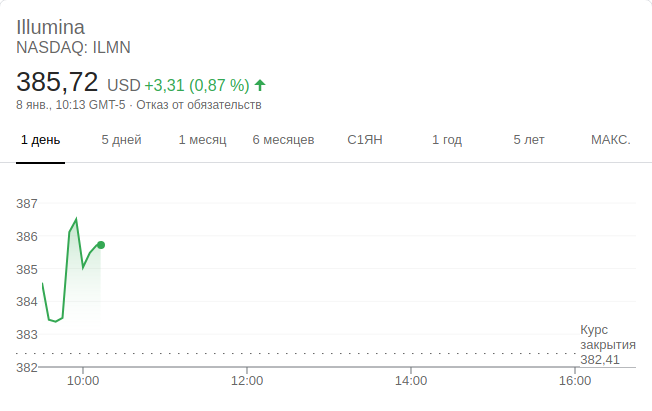 Illumina
NASDAQ: ILMN
385,72 USD +3,31 (0,87 %)
8 янв., 10:13 GMT-5 · Отказ от обязательств
1 день 5 дней 1 месяц 6 месяцев С1ЯН 1 год 5 лет МАКС.
387
386
385
384
383
382
Курс
закрытия
382,41
10:00 12:00 14:00 16:00